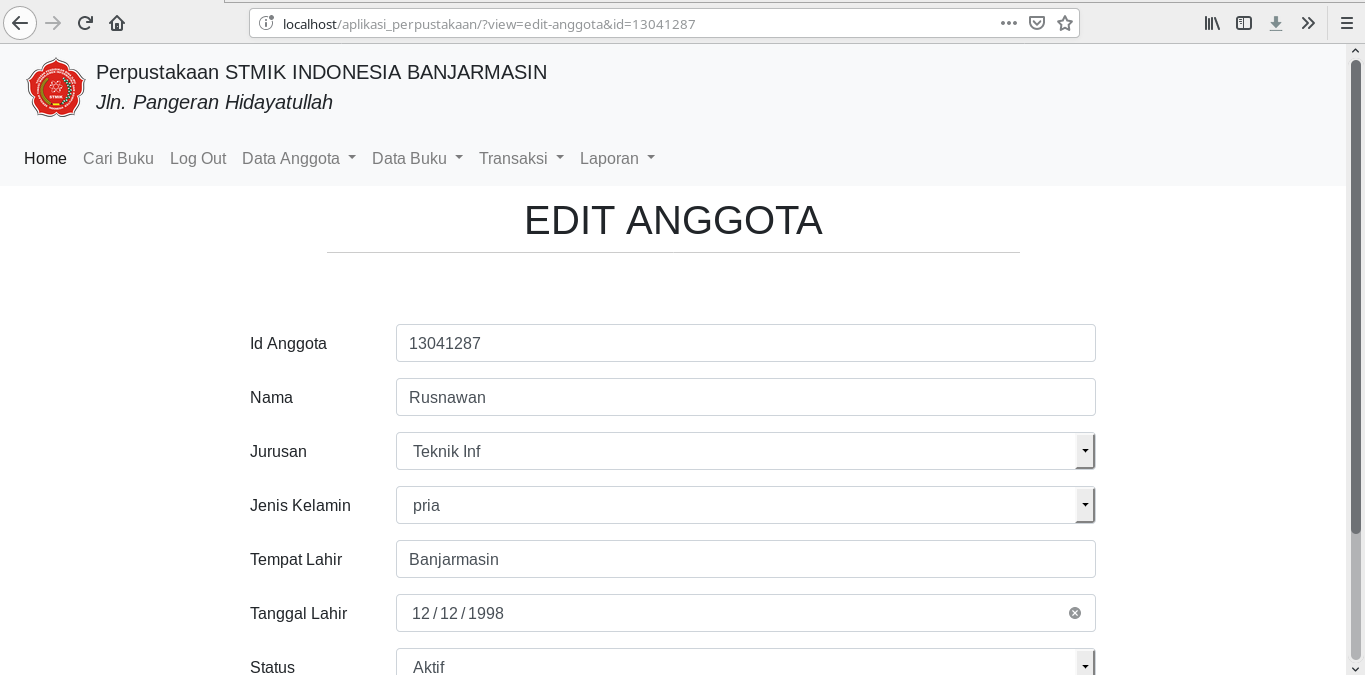 localhost/aplikasi_perpustakaan/?view=edit-anggota&id=13041287
Perpustakaan STMIK INDONESIA BANJARMASIN
Jln. Pangeran Hidayatullah
Home Cari Buku Log Out Data Anggota Data Buku Transaksi Laporan
EDIT ANGGOTA
Id Anggota 13041287
Nama Rusnawan
Jurusan Teknik Inf
Jenis Kelamin pria
Tempat Lahir Banjarmasin
Tanggal Lahir 12/12/1998
Status Aktif